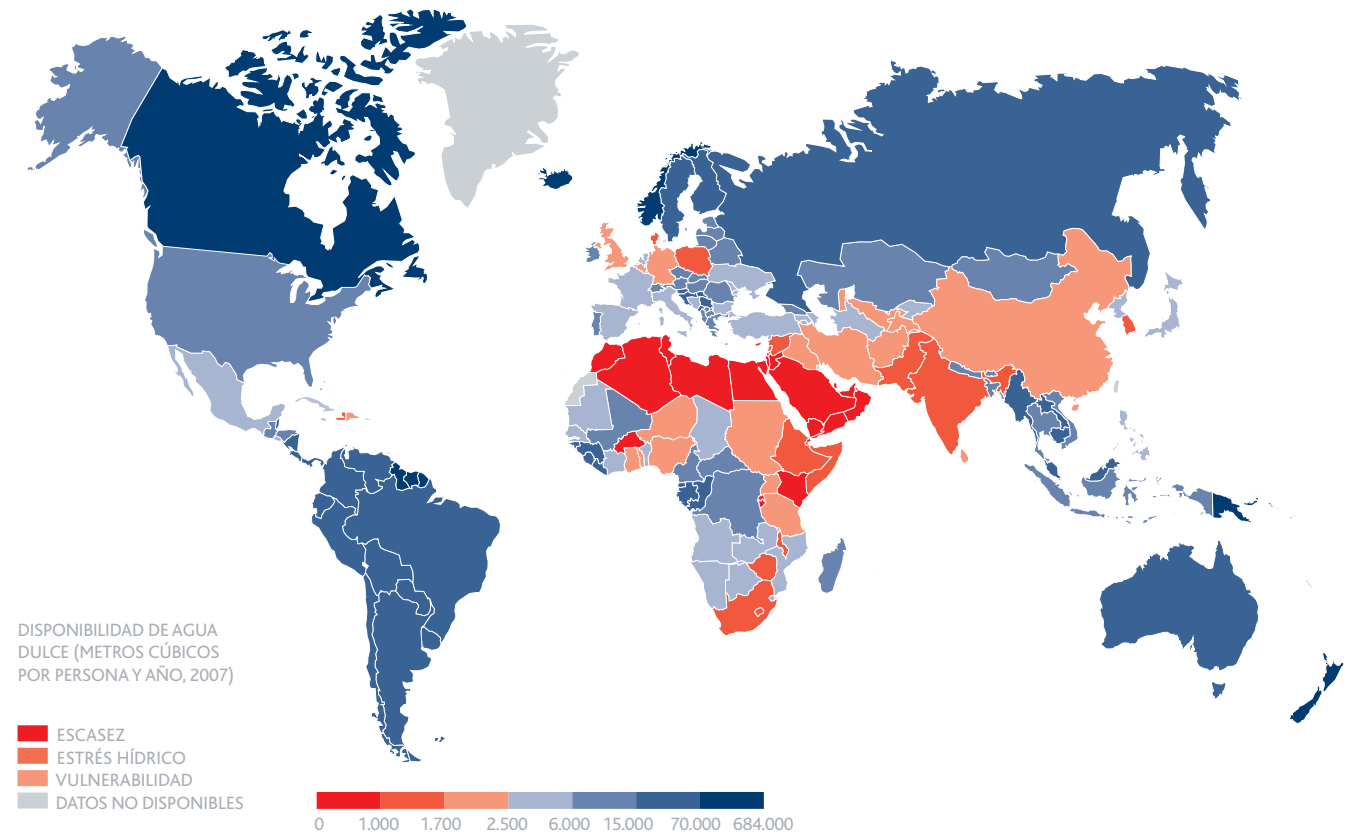 DISPONIBILIDAD DE AGUA
DULCE (METROS CÚBICOS
POR PERSONA Y AÑO, 2007)
ESCASEZ
ESTRÉS HÍDRICO
VULNERABILIDAD
DATOS NO DISPONIBLES
0 1.000 1.700 2.500 6.000 15.000 70.000 684.000